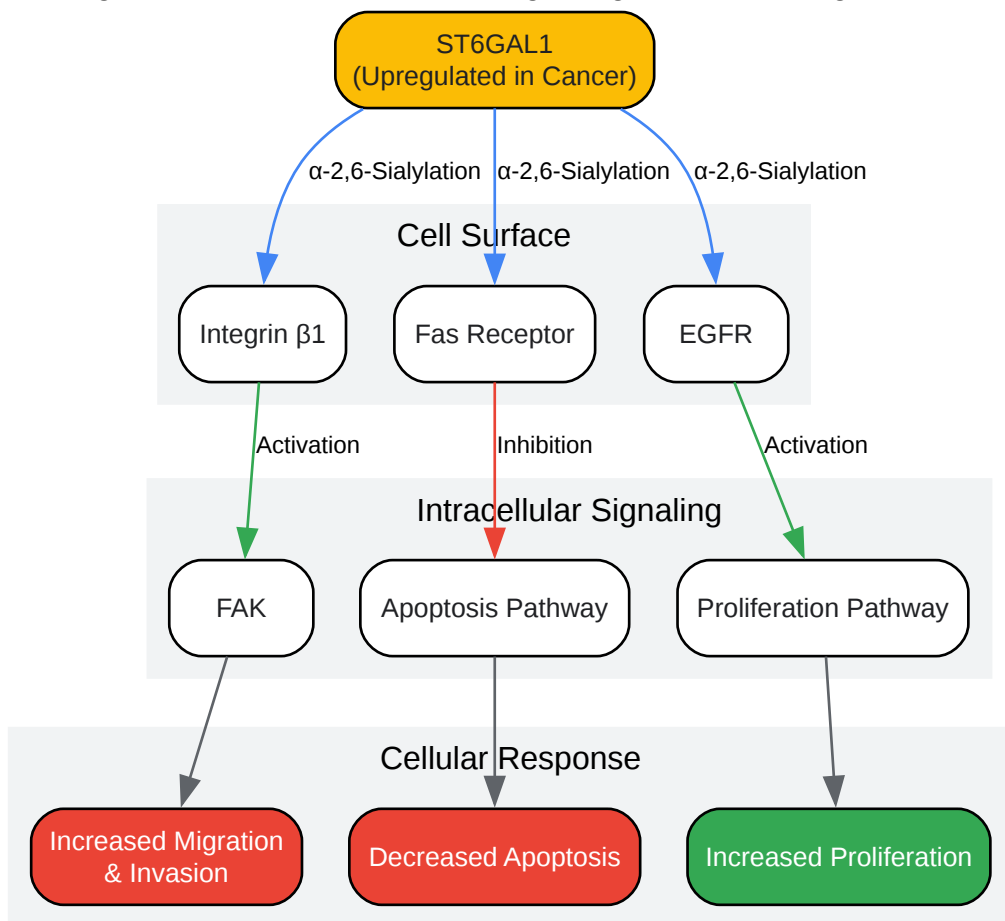 ST6GAL1
(Upregulated in Cancer)
α-2,6-Sialylation α-2,6-Sialylation α-2,6-Sialylation
Cell Surface
Integrin β1 Fas Receptor EGFR
Activation Inhibition Activation
Intracellular Signaling
FAK Apoptosis Pathway Proliferation Pathway
Cellular Response
Increased Migration
& Invasion
Decreased Apoptosis
Increased Proliferation